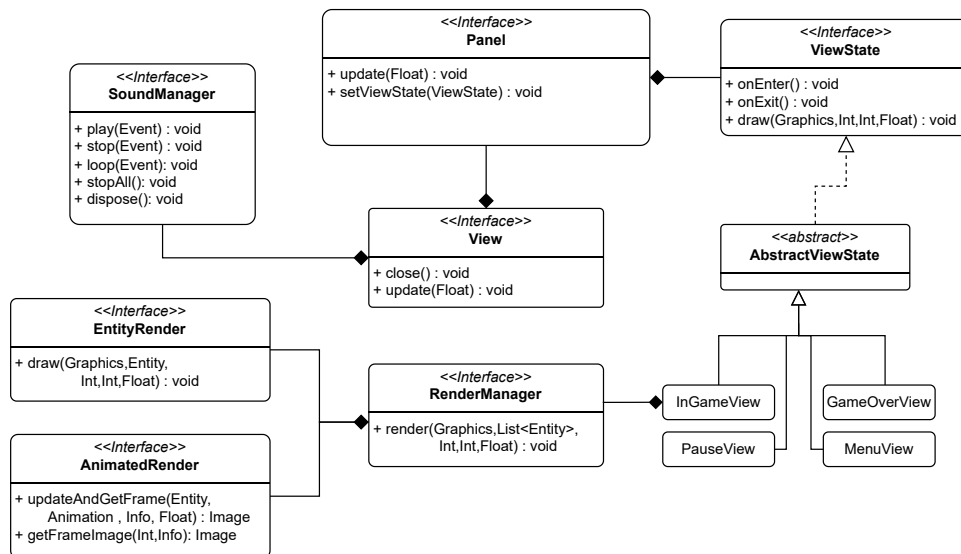 <<Interface>>
Panel
+ update(Float) : void
+ setViewState(ViewState) : void
<<Interface>>
ViewState
+ onEnter() : void
+ onExit() : void
+ draw(Graphics,Int,Int,Float) : void
<<Interface>>
SoundManager
+ play(Event) : void
+ stop(Event) : void
+ loop(Event): void
+ stopAll(): void
+ dispose(): void
<<Interface>>
View
+ close() : void
+ update(Float) : void
<<abstract>>
AbstractViewState
<<Interface>>
EntityRender
+ draw(Graphics,Entity,
Int,Int,Float) : void
<<Interface>>
RenderManager
+ render(Graphics,List<Entity>,
Int,Int,Float) : void
InGameView
GameOverView
PauseView
MenuView
<<Interface>>
AnimatedRender
+ updateAndGetFrame(Entity,
Animation , Info, Float) : Image
+ getFrameImage(Int,Info): Image